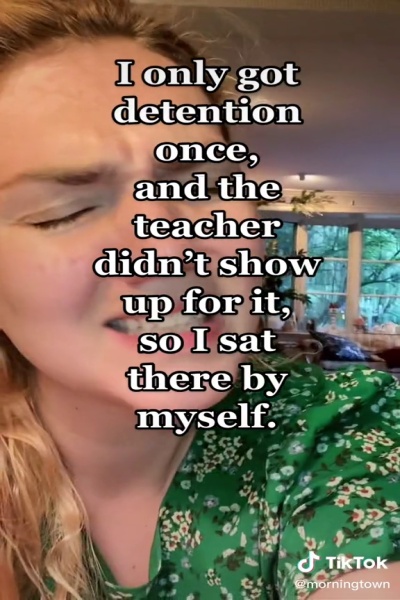 I only got
detention
once,
and the
teacher
didn't show
up for it,
so I sat
there by
myself.
TikTok
@morningtown